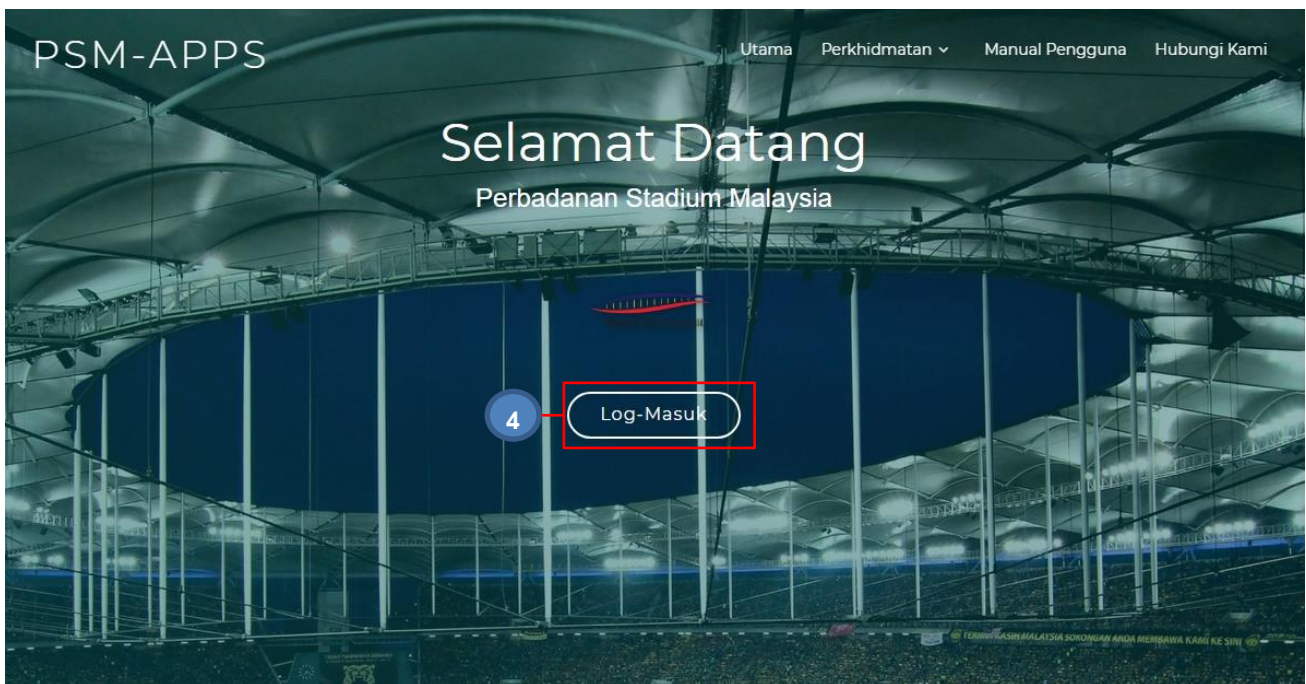 PSM-APPS
Utama Perkhidmatan Manual Pengguna Hubungi Kami
Selamat Datang
Perbadanan Stadium Malaysia
4
Log-Masuk
TERIMA KASIH MALAYSIA SOKONGAN ANDA MEMBAWA KAMI KE SINI